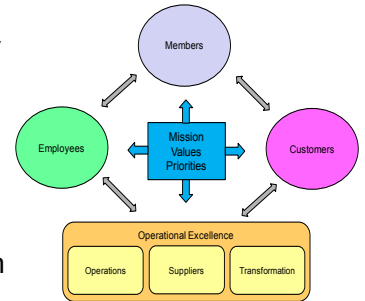 Members
Employees
Mission
Values
Priorities
Customers
Operational Excellence
Operations
Suppliers
Transformation